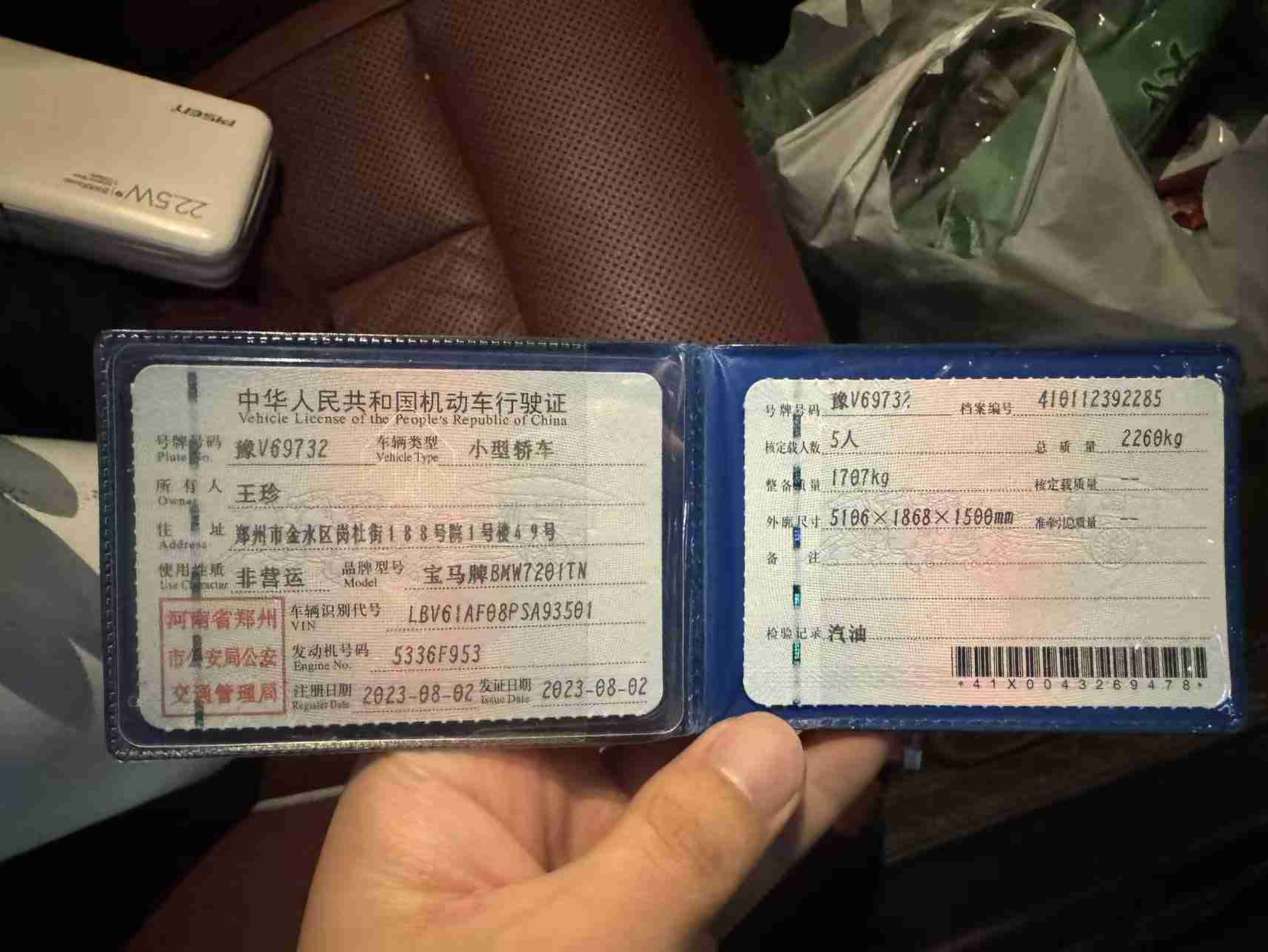 PISEN
22.5W
中华人民共和国机动车行驶证
Vehicle License of the People's Republic of China
号牌号码 豫V69732 车辆类型 小型轿车
Plate No. Vehicle Type
所有人 王珍
Owner
住址 郑州市金水区岗杜街188号院1号楼49号
Address
使用性质 非营运 品牌型号 宝马牌BMW7201TN
Use Character Model
河南省郑州
市公安局公安
交通管理局
车辆识别代号 LBV61AF08PSA93501
VIN
发动机号码 5336F953
Engine No.
注册日期 2023-08-02 发证日期 2023-08-02
Register Date Issue Date
号牌号码 豫V69732 档案编号 410112392285
核定载人数 5人 总质量 2260kg
整备质量 1707kg 核定载质量 --
外廓尺寸 5106×1868×1500mm 准牵引总质量 --
备注
检验记录 汽油
*41X0043269478*